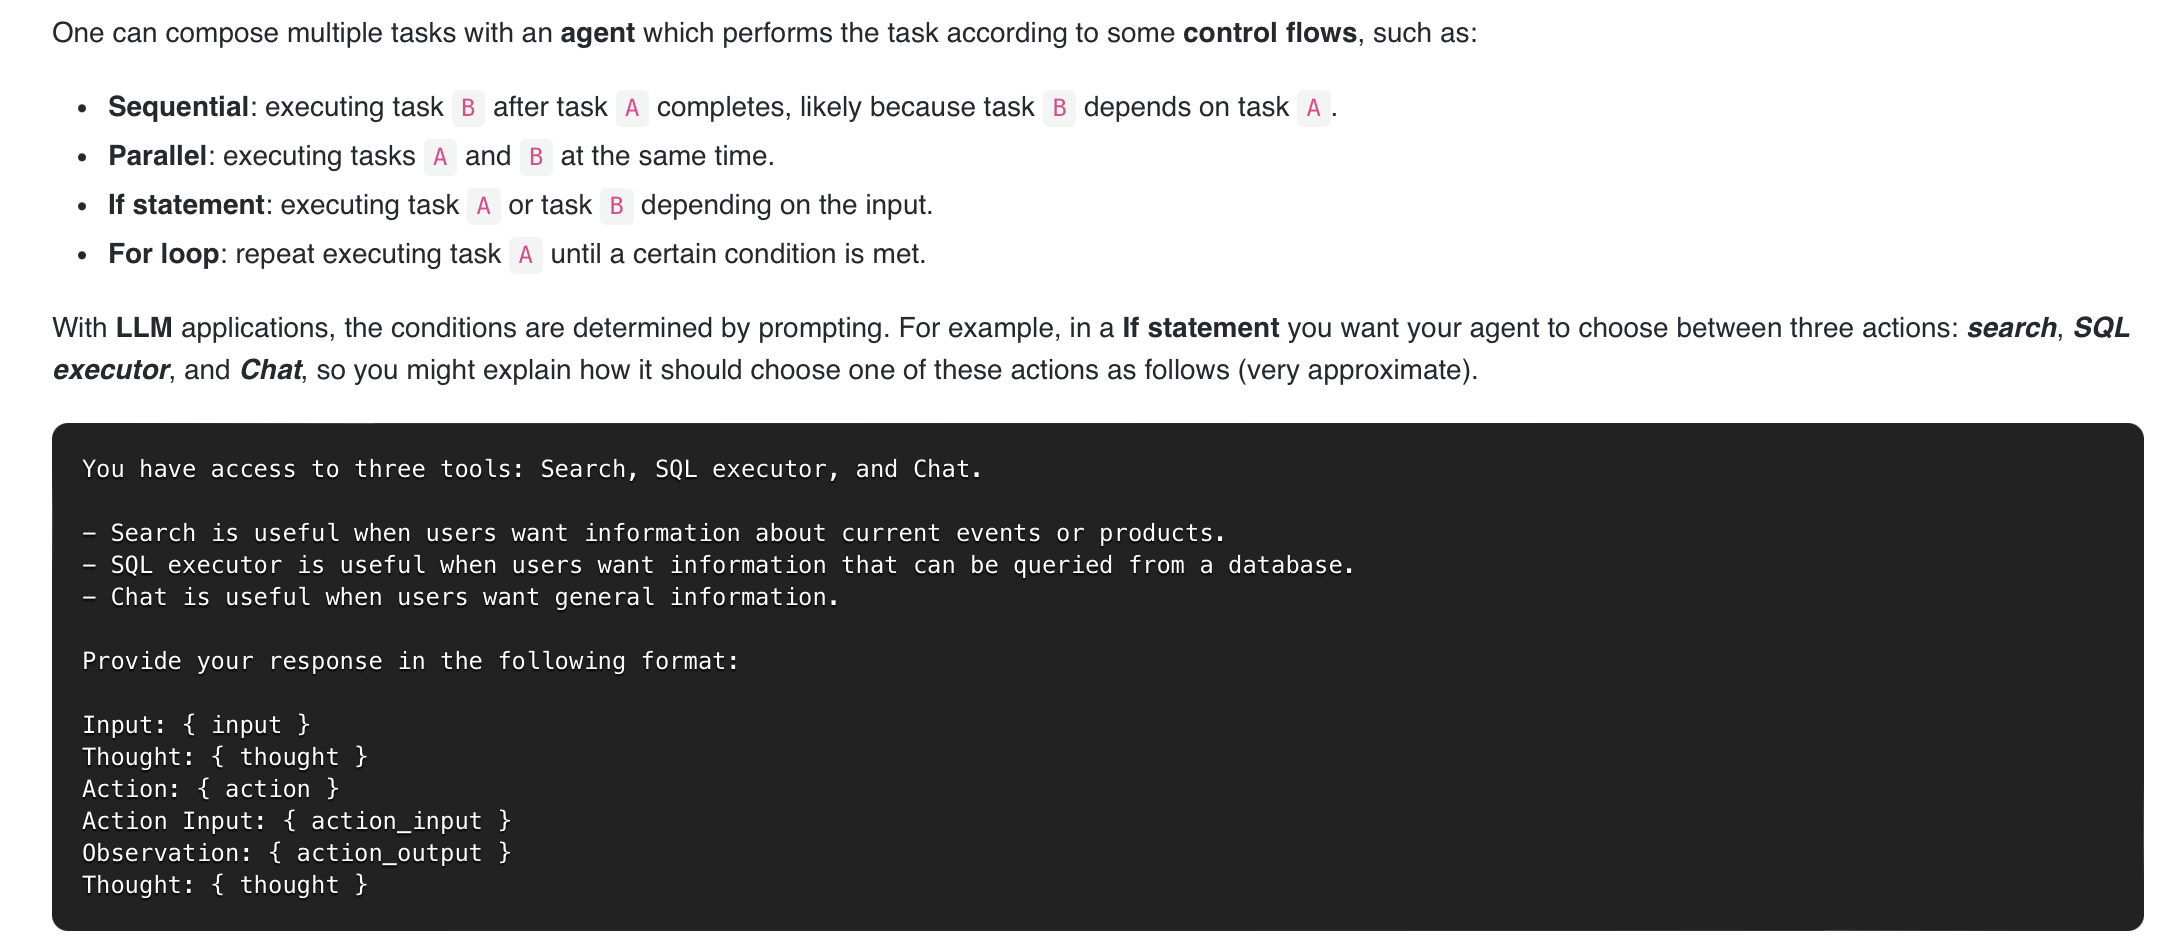 One can compose multiple tasks with an agent which performs the task according to some control flows, such as:
• Sequential: executing task B after task A completes, likely because task B depends on task A.
• Parallel: executing tasks A and B at the same time.
• If statement: executing task A or task B depending on the input.
• For loop: repeat executing task A until a certain condition is met.
With LLM applications, the conditions are determined by prompting. For example, in a If statement you want your agent to choose between three actions: search, SQL
executor, and Chat, so you might explain how it should choose one of these actions as follows (very approximate).
You have access to three tools: Search, SQL executor, and Chat.
– Search is useful when users want information about current events or products.
– SQL executor is useful when users want information that can be queried from a database.
– Chat is useful when users want general information.
Provide your response in the following format:
Input: { input }
Thought: { thought }
Action: { action }
Action Input: { action_input }
Observation: { action_output }
Thought: { thought }